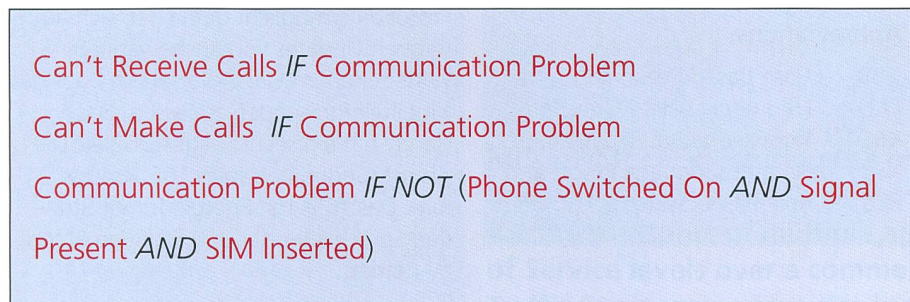 Can't Receive Calls IF Communication Problem
Can't Make Calls IF Communication Problem
Communication Problem IF NOT (Phone Switched On AND Signal
Present AND SIM Inserted)